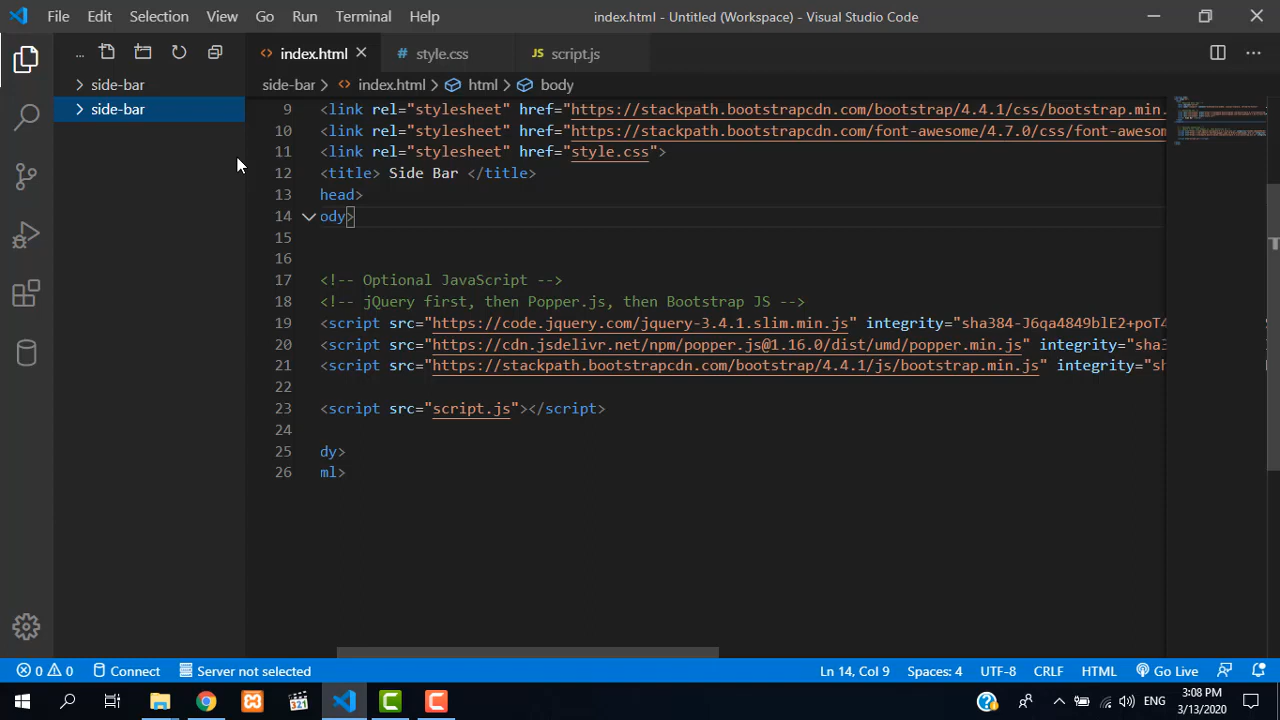 File Edit Selection View Go Run Terminal Help index.html - Untitled (Workspace) - Visual Studio Code
... index.html style.css JS script.js ...
side-bar
side-bar
side-bar > index.html > html > body
9 <link rel="stylesheet" href="https://stackpath.bootstrapcdn.com/bootstrap/4.4.1/css/bootstrap.min.
10 <link rel="stylesheet" href="https://stackpath.bootstrapcdn.com/font-awesome/4.7.0/css/font-awesom
11 <link rel="stylesheet" href="style.css">
12 <title> Side Bar </title>
13 head>
14 ody>
15
16
17 <!-- Optional JavaScript -->
18 <!-- jQuery first, then Popper.js, then Bootstrap JS -->
19 <script src="https://code.jquery.com/jquery-3.4.1.slim.min.js" integrity="sha384-J6qa4849blE2+poT4
20 <script src="https://cdn.jsdelivr.net/npm/popper.js@1.16.0/dist/umd/popper.min.js" integrity="sha3
21 <script src="https://stackpath.bootstrapcdn.com/bootstrap/4.4.1/js/bootstrap.min.js" integrity="sh
22
23 <script src="script.js"></script>
24
25 dy>
26 ml>
0 0 Connect Server not selected Ln 14, Col 9 Spaces: 4 UTF-8 CRLF HTML Go Live
321 ENG 3:08 PM
3/13/2020